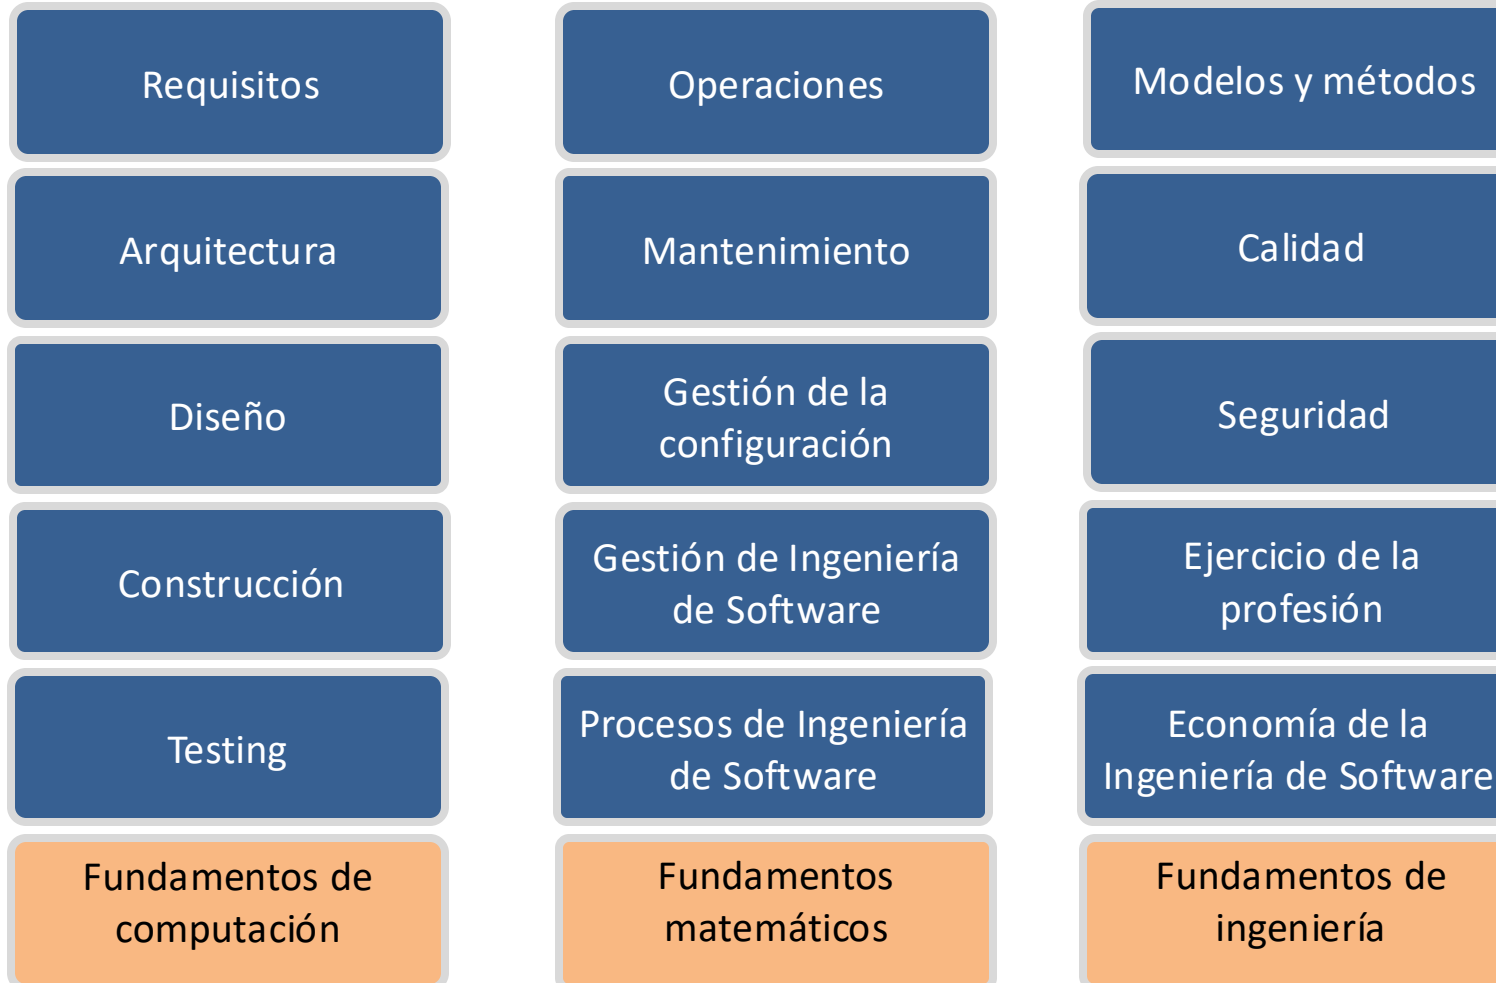 Requisitos
Operaciones
Modelos y métodos
Arquitectura
Mantenimiento
Calidad
Diseño
Gestión de la
configuración
Seguridad
Construcción
Gestión de Ingeniería
de Software
Ejercicio de la
profesión
Testing
Procesos de Ingeniería
de Software
Economía de la
Ingeniería de Software
Fundamentos de
computación
Fundamentos
matemáticos
Fundamentos de
ingeniería